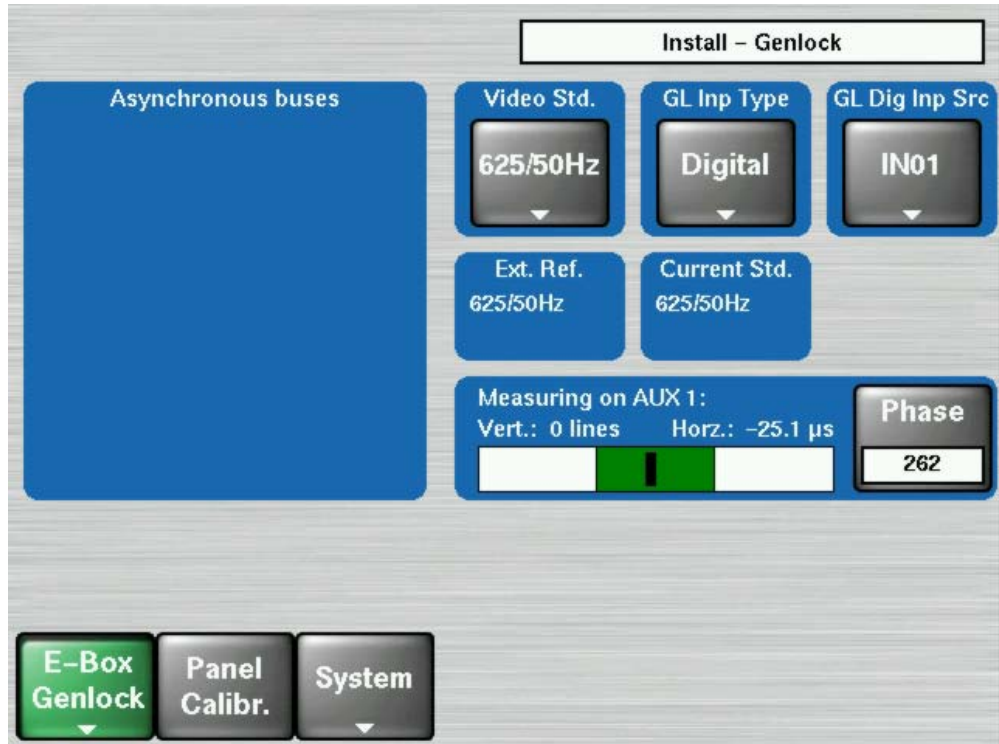 Install – Genlock
Asynchronous buses
Video Std.
625/50Hz
GL Inp Type
Digital
GL Dig Inp Src
IN01
Ext. Ref.
625/50Hz
Current Std.
625/50Hz
Measuring on AUX 1:
Vert.: 0 lines Horz.: –25.1 µs
Phase
262
E–Box
Genlock
Panel
Calibr.
System